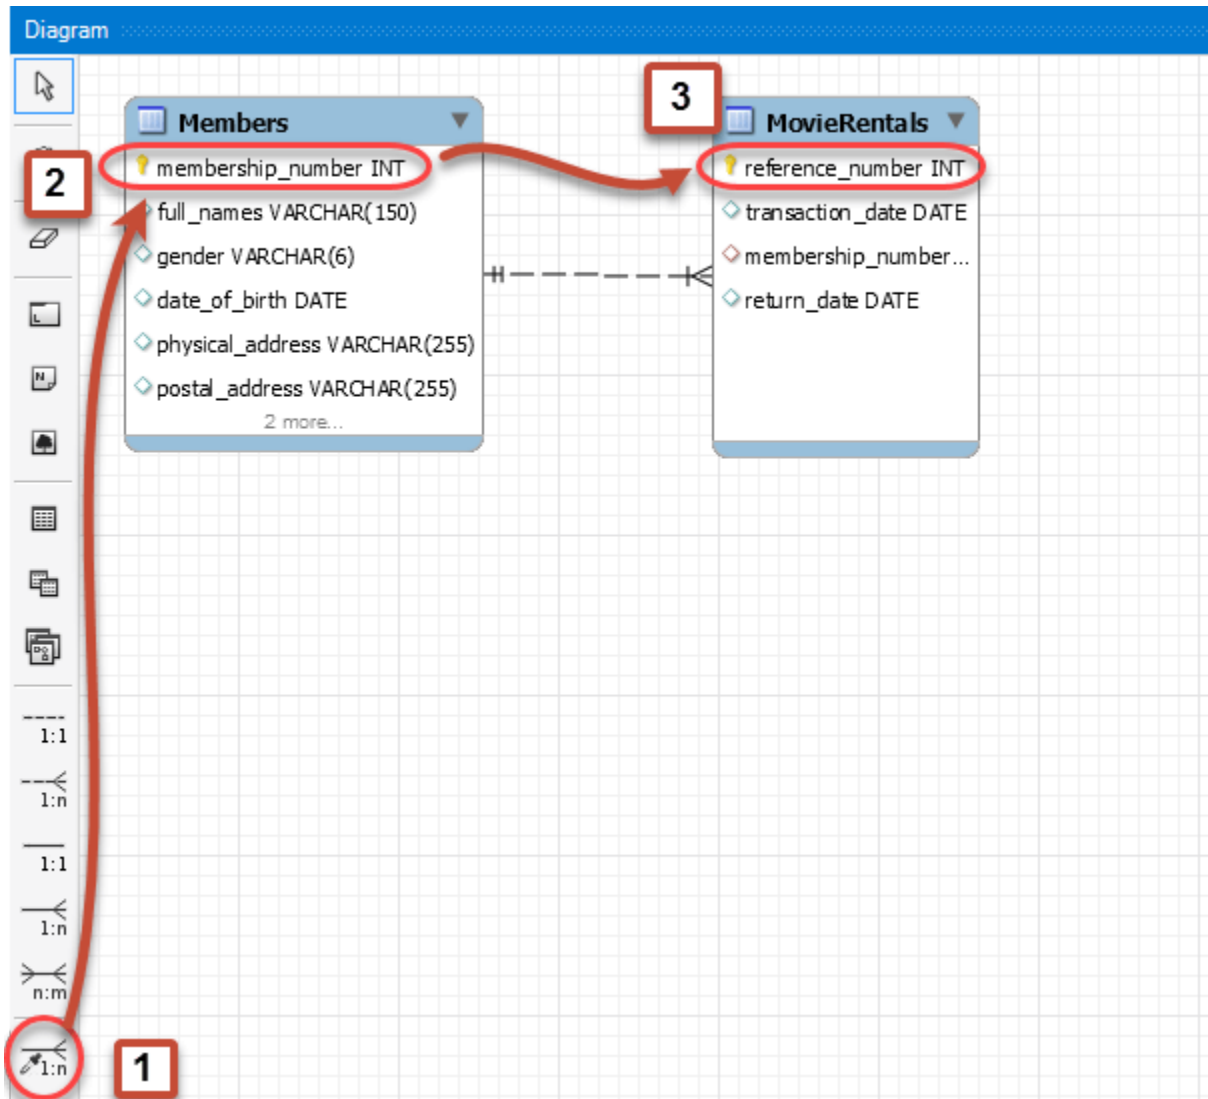 Diagram
3
Members
MovieRentals
2
membership_number INT
reference_number INT
full_names VARCHAR(150)
transaction_date DATE
gender VARCHAR(6)
membership_number...
date_of_birth DATE
return_date DATE
physical_address VARCHAR(255)
postal_address VARCHAR(255)
2 more...
1:1
1:n
1:1
1:n
n:m
1:n
1